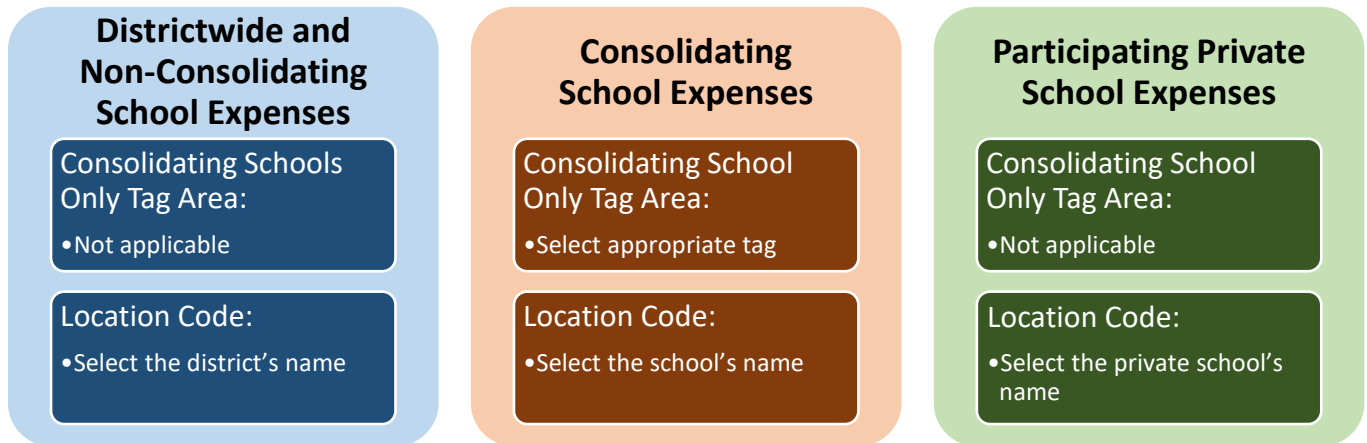 Districtwide and
Non-Consolidating
School Expenses
Consolidating Schools
Only Tag Area:
•Not applicable
Location Code:
•Select the district’s name
Consolidating
School Expenses
Consolidating School
Only Tag Area:
•Select appropriate tag
Location Code:
•Select the school’s name
Participating Private
School Expenses
Consolidating School
Only Tag Area:
•Not applicable
Location Code:
•Select the private school’s
name